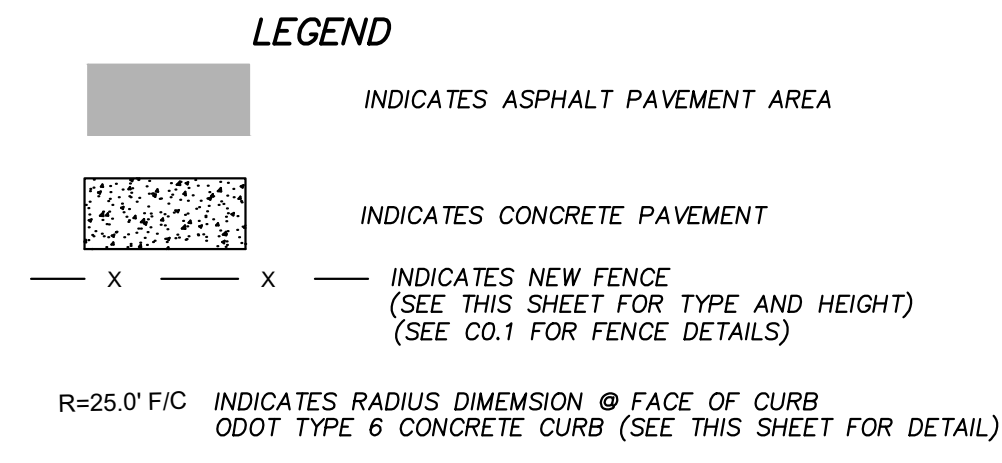 LEGEND
INDICATES ASPHALT PAVEMENT AREA
INDICATES CONCRETE PAVEMENT
X X INDICATES NEW FENCE
(SEE THIS SHEET FOR TYPE AND HEIGHT)
(SEE C0.1 FOR FENCE DETAILS)
R=25.0' F/C INDICATES RADIUS DIMEMSION @ FACE OF CURB
ODOT TYPE 6 CONCRETE CURB (SEE THIS SHEET FOR DETAIL)